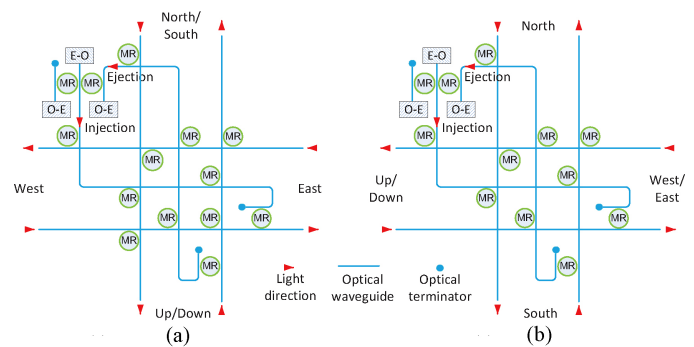 North/
South
E-O
MR
Ejection
MR
MR
O-E
O-E
Injection
MR
MR
MR
MR
MR
West
East
MR
MR
MR
MR
MR
MR
Up/Down
(a)
North
E-O
MR
Ejection
MR
MR
O-E
O-E
Injection
MR
MR
MR
MR
MR
Up/
Down
West/
East
MR
MR
MR
MR
South
(b)
Light
direction
Optical
waveguide
Optical
terminator